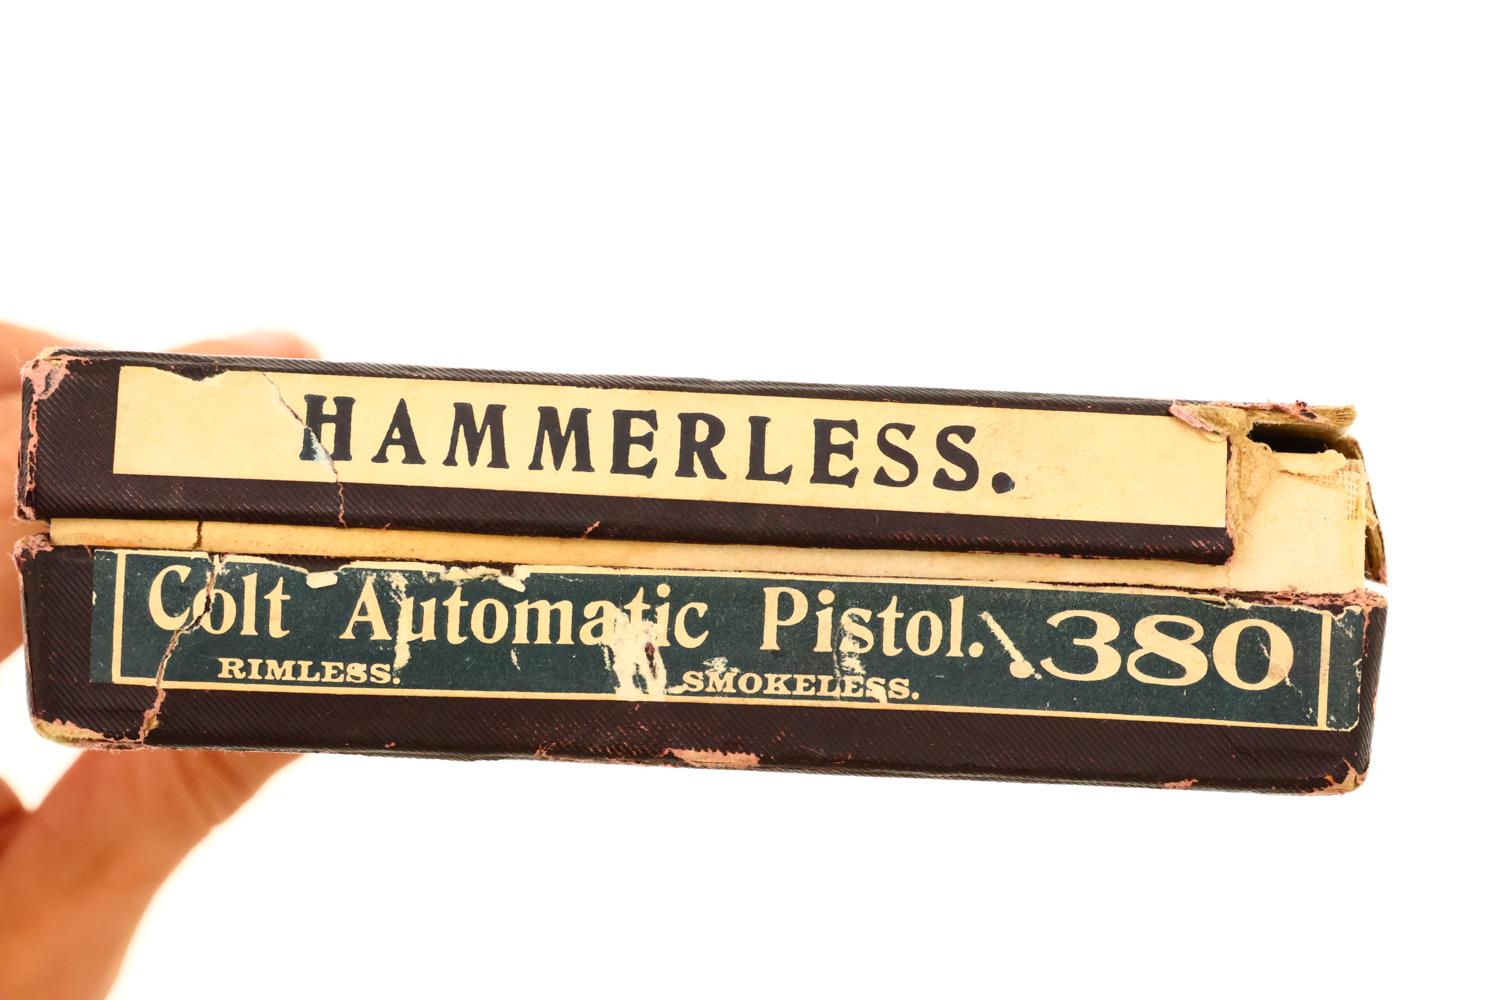 HAMMERLESS.
Colt Automatic Pistol. .380
RIMLESS. SMOKELESS.